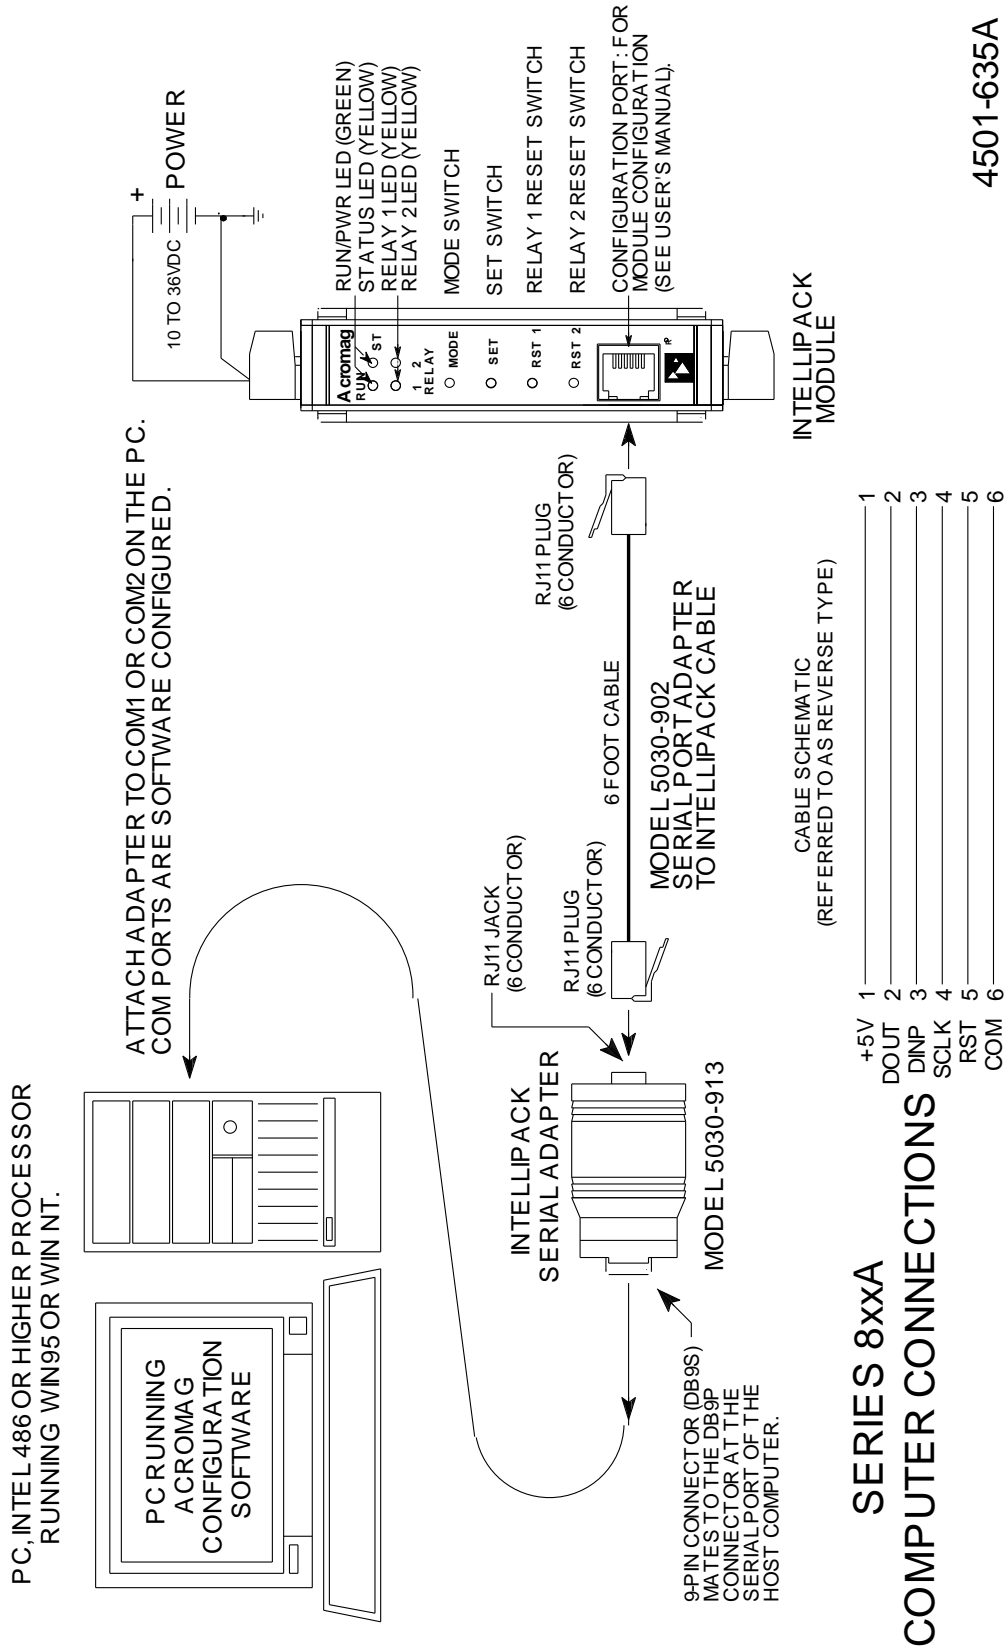 PC, INTEL 486 OR HIGHER PROCESSOR
RUNNING WIN95 OR WIN NT.
PC RUNNING
ACROMAG
CONFIGURATION
SOFTWARE
ATTACH ADAPTER TO COM1 OR COM2 ON THE PC.
COM PORTS ARE SOFTWARE CONFIGURED.
10 TO 36VDC
+
POWER
RUN/PWR LED (GREEN)
STATUS LED (YELLOW)
RELAY 1 LED (YELLOW)
RELAY 2 LED (YELLOW)
MODE SWITCH
SET SWITCH
RELAY 1 RESET SWITCH
RELAY 2 RESET SWITCH
CONFIGURATION PORT: FOR
MODULE CONFIGURATION
(SEE USER'S MANUAL).
Acromag
RUN ST
1 2
RELAY
MODE
SET
RST 1
RST 2
INTELLIPACK
MODULE
RJ11 PLUG
(6 CONDUCTOR)
6 FOOT CABLE
MODEL 5030-902
SERIAL PORT ADAPTER
TO INTELLIPACK CABLE
RJ11 JACK
(6 CONDUCTOR)
RJ11 PLUG
(6 CONDUCTOR)
INTELLIPACK
SERIAL ADAPTER
MODEL 5030-913
9-PIN CONNECTOR (DB9S)
MATES TO THE DB9P
CONNECTOR AT THE
SERIAL PORT OF THE
HOST COMPUTER.
CABLE SCHEMATIC
(REFERRED TO AS REVERSE TYPE)
+5V 1 1
DOUT 2 2
DINP 3 3
SCLK 4 4
RST 5 5
COM 6 6
SERIES 8xxA
COMPUTER CONNECTIONS
4501-635A